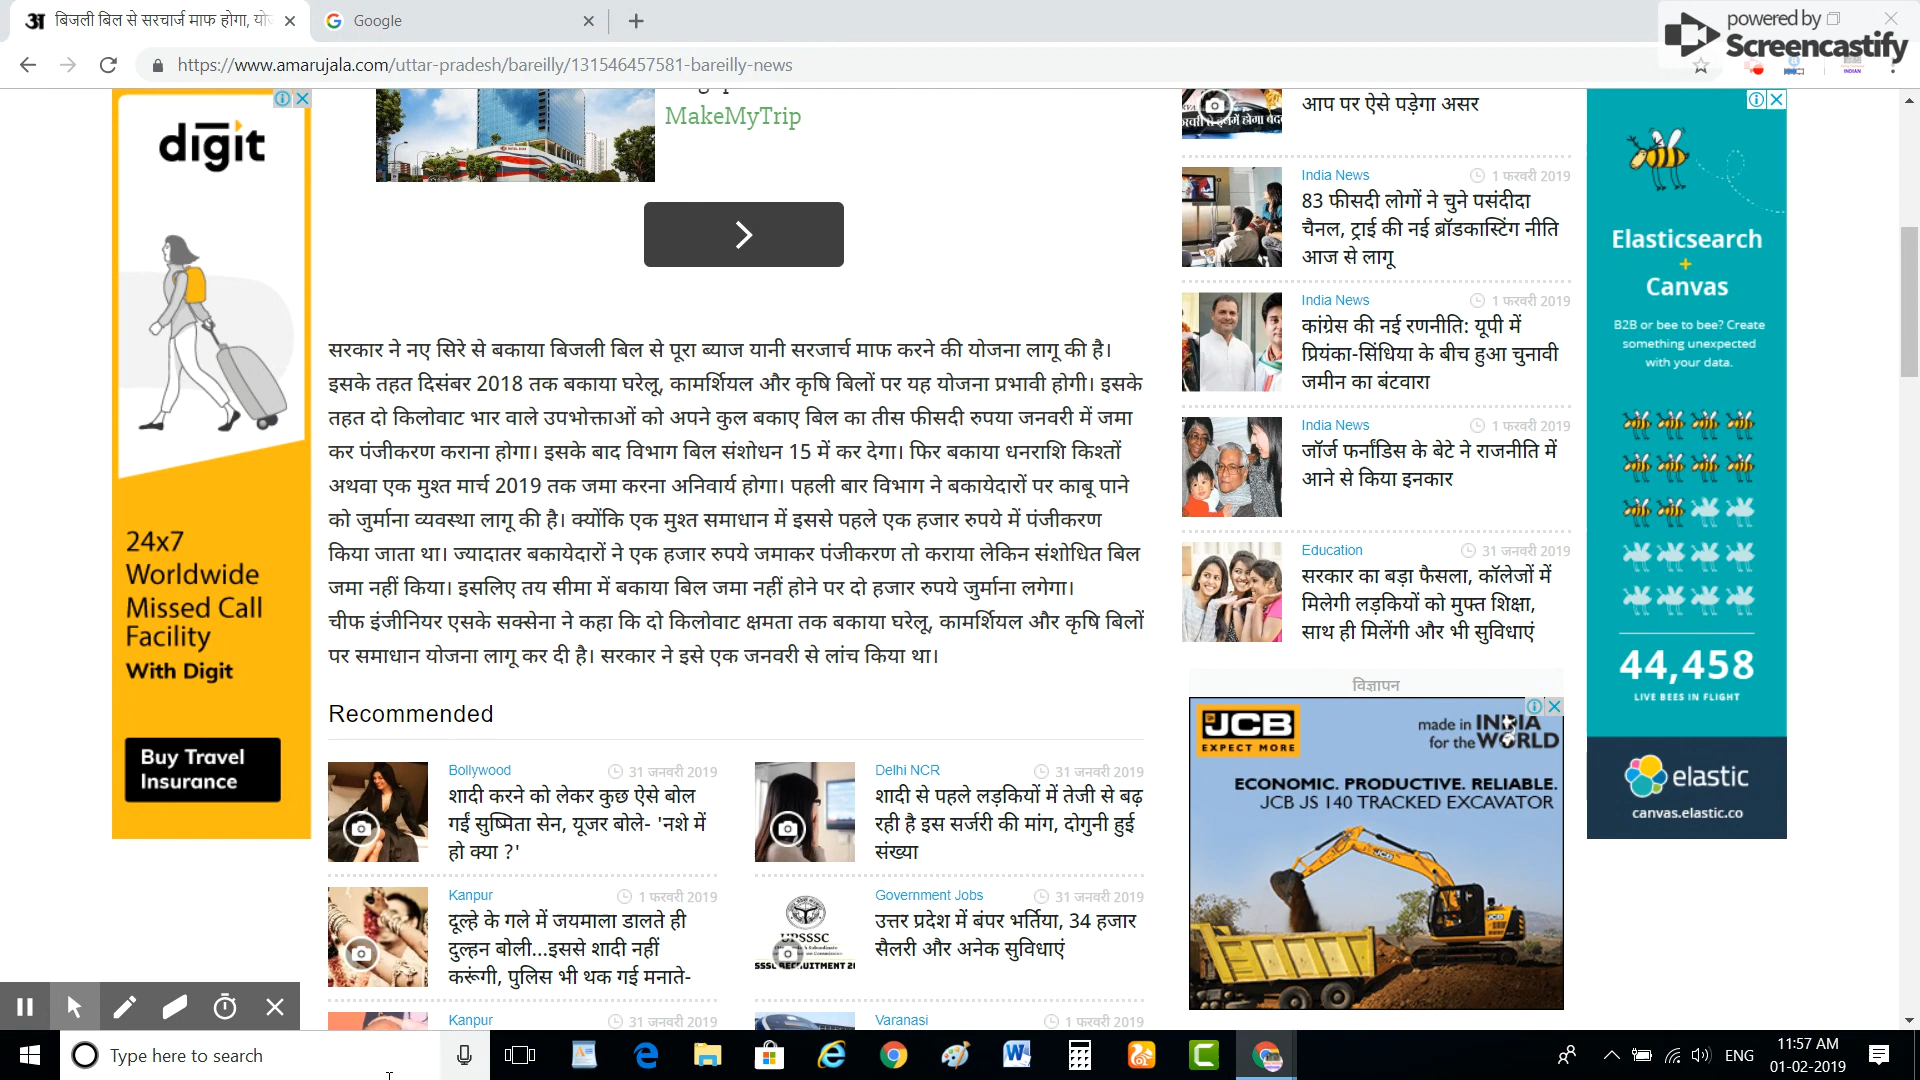 बिजली बिल से सरचार्ज माफ होगा, यो
Google
powered by
Screencastify
https://www.amarujala.com/uttar-pradesh/bareilly/131546457581-bareilly-news
digit
24x7
Worldwide
Missed Call
Facility
With Digit
Buy Travel
Insurance
MakeMyTrip
सरकार ने नए सिरे से बकाया बिजली बिल से पूरा ब्याज यानी सरजार्च माफ करने की योजना लागू की है।
इसके तहत दिसंबर 2018 तक बकाया घरेलू, कामर्शियल और कृषि बिलों पर यह योजना प्रभावी होगी। इसके
तहत दो किलोवाट भार वाले उपभोक्ताओं को अपने कुल बकाए बिल का तीस फीसदी रुपया जनवरी में जमा
कर पंजीकरण कराना होगा। इसके बाद विभाग बिल संशोधन 15 में कर देगा। फिर बकाया धनराशि किश्तों
अथवा एक मुश्त मार्च 2019 तक जमा करना अनिवार्य होगा। पहली बार विभाग ने बकायेदारों पर काबू पाने
को जुर्माना व्यवस्था लागू की है। क्योंकि एक मुश्त समाधान में इससे पहले एक हजार रुपये में पंजीकरण
किया जाता था। ज्यादातर बकायेदारों ने एक हजार रुपये जमाकर पंजीकरण तो कराया लेकिन संशोधित बिल
जमा नहीं किया। इसलिए तय सीमा में बकाया बिल जमा नहीं होने पर दो हजार रुपये जुर्माना लगेगा।
चीफ इंजीनियर एसके सक्सेना ने कहा कि दो किलोवाट क्षमता तक बकाया घरेलू, कामर्शियल और कृषि बिलों
पर समाधान योजना लागू कर दी है। सरकार ने इसे एक जनवरी से लांच किया था।
Recommended
Bollywood 31 जनवरी 2019
शादी करने को लेकर कुछ ऐसे बोल
गईं सुष्मिता सेन, यूजर बोले- 'नशे में
हो क्या ?'
Delhi NCR 31 जनवरी 2019
शादी से पहले लड़कियों में तेजी से बढ़
रही है इस सर्जरी की मांग, दोगुनी हुई
संख्या
Kanpur 1 फरवरी 2019
दूल्हे के गले में जयमाला डालते ही
दुल्हन बोली...इससे शादी नहीं
करूंगी, पुलिस भी थक गई मनाते-
UPSSSC
Government Jobs 31 जनवरी 2019
उत्तर प्रदेश में बंपर भर्तिया, 34 हजार
सैलरी और अनेक सुविधाएं
Kanpur 31 जनवरी 2019
Varanasi 1 फरवरी 2019
आप पर ऐसे पड़ेगा असर
India News 1 फरवरी 2019
83 फीसदी लोगों ने चुने पसंदीदा
चैनल, ट्राई की नई ब्रॉडकास्टिंग नीति
आज से लागू
India News 1 फरवरी 2019
कांग्रेस की नई रणनीति: यूपी में
प्रियंका-सिंधिया के बीच हुआ चुनावी
जमीन का बंटवारा
India News 1 फरवरी 2019
जॉर्ज फर्नांडिस के बेटे ने राजनीति में
आने से किया इनकार
Education 31 जनवरी 2019
सरकार का बड़ा फैसला, कॉलेजों में
मिलेगी लड़कियों को मुफ्त शिक्षा,
साथ ही मिलेंगी और भी सुविधाएं
विज्ञापन
JCB
EXPECT MORE
made in INDIA
for the WORLD
ECONOMIC. PRODUCTIVE. RELIABLE.
JCB JS 140 TRACKED EXCAVATOR
Elasticsearch
+
Canvas
B2B or bee to bee? Create
something unexpected
with your data.
44,458
LIVE BEES IN FLIGHT
elastic
canvas.elastic.co
Type here to search
ENG
11:57 AM
01-02-2019